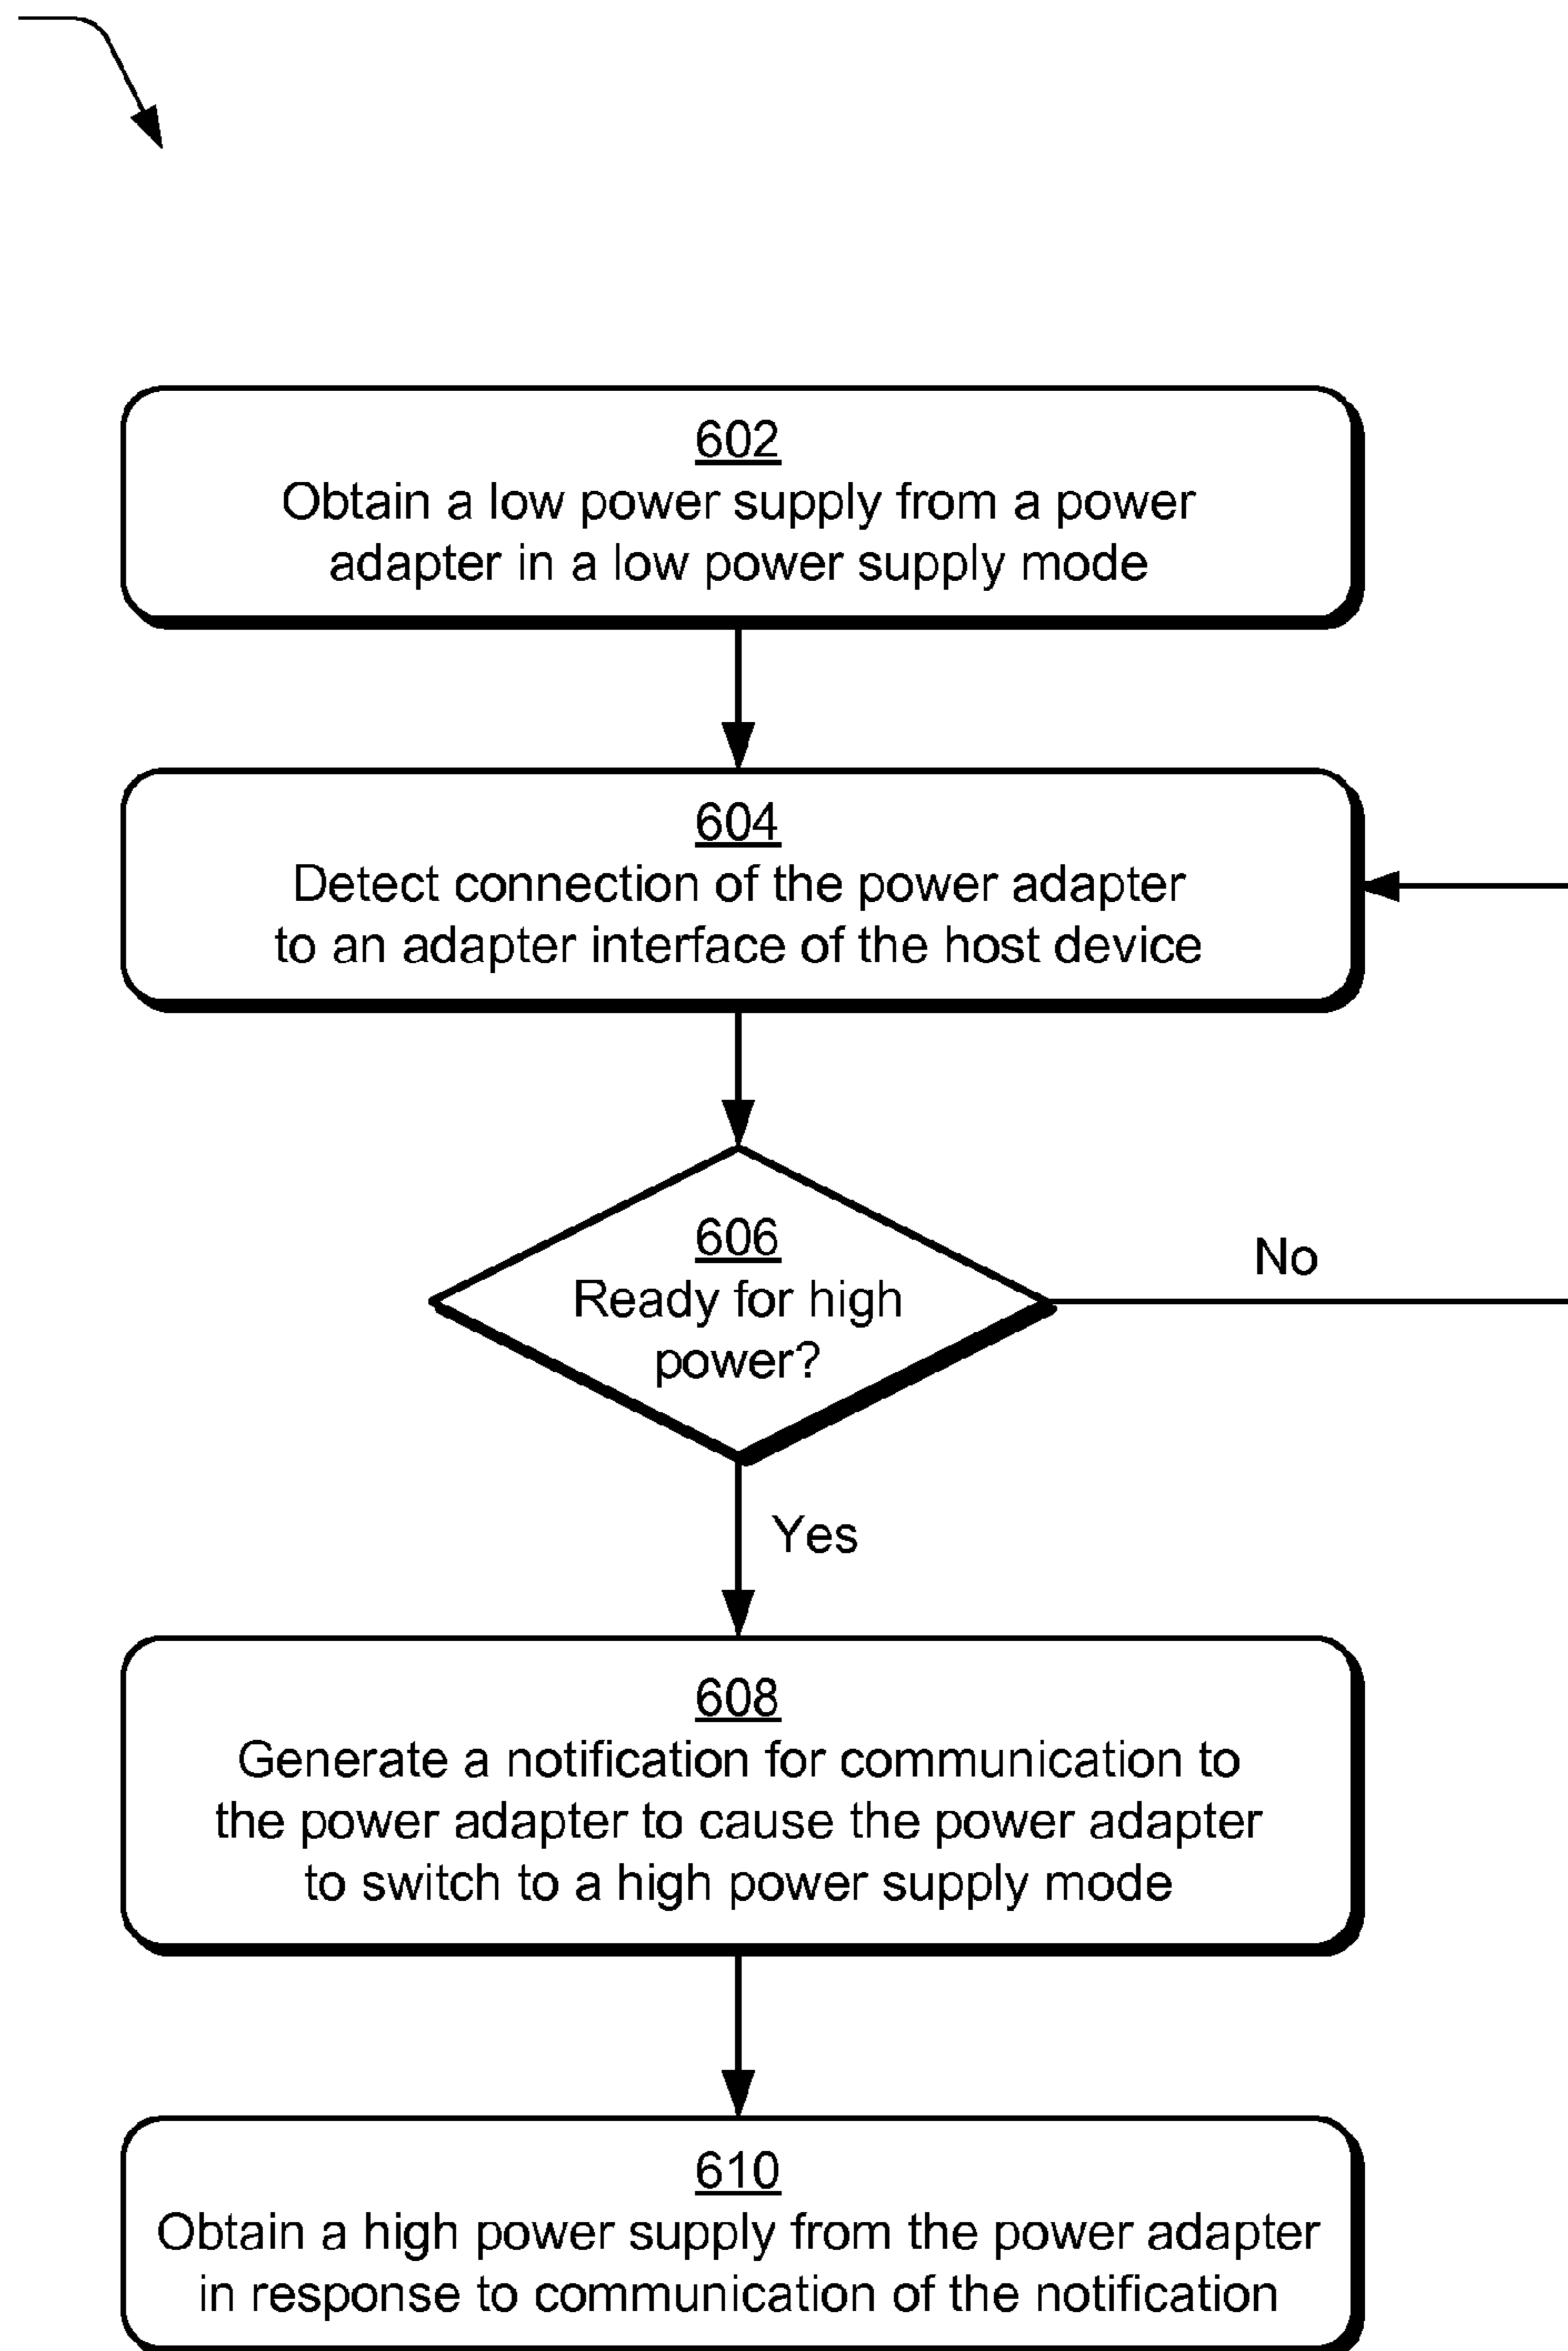 602
Obtain a low power supply from a power
adapter in a low power supply mode
604
Detect connection of the power adapter
to an adapter interface of the host device
606
Ready for high
power?
No
Yes
608
Generate a notification for communication to
the power adapter to cause the power adapter
to switch to a high power supply mode
610
Obtain a high power supply from the power adapter
in response to communication of the notification